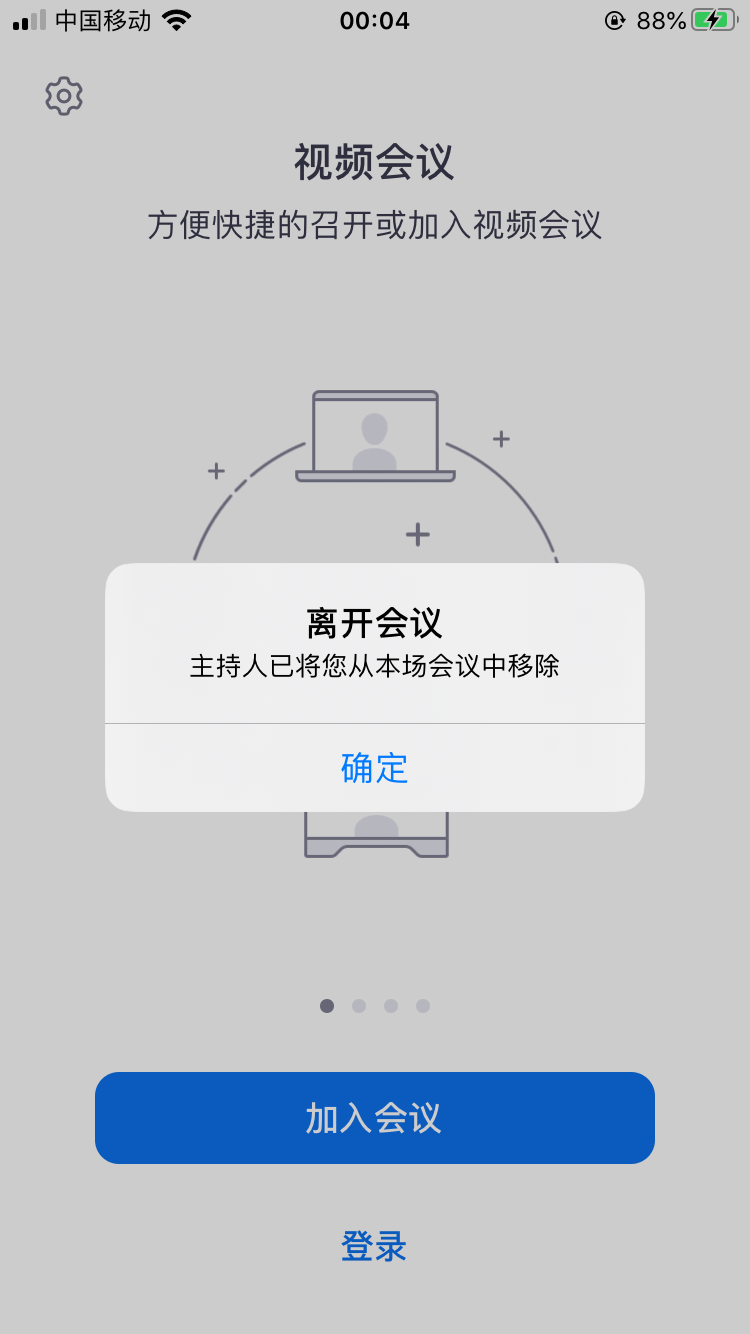 中国移动 00:04 88%
视频会议
方便快捷的召开或加入视频会议
离开会议
主持人已将您从本场会议中移除
确定
加入会议
登录